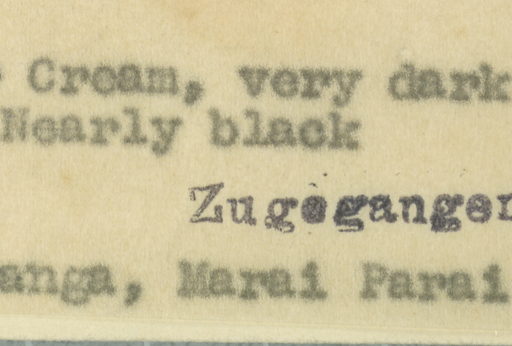 Cream, very dark
Nearly black
Zugegangen
anga, Marai Parai